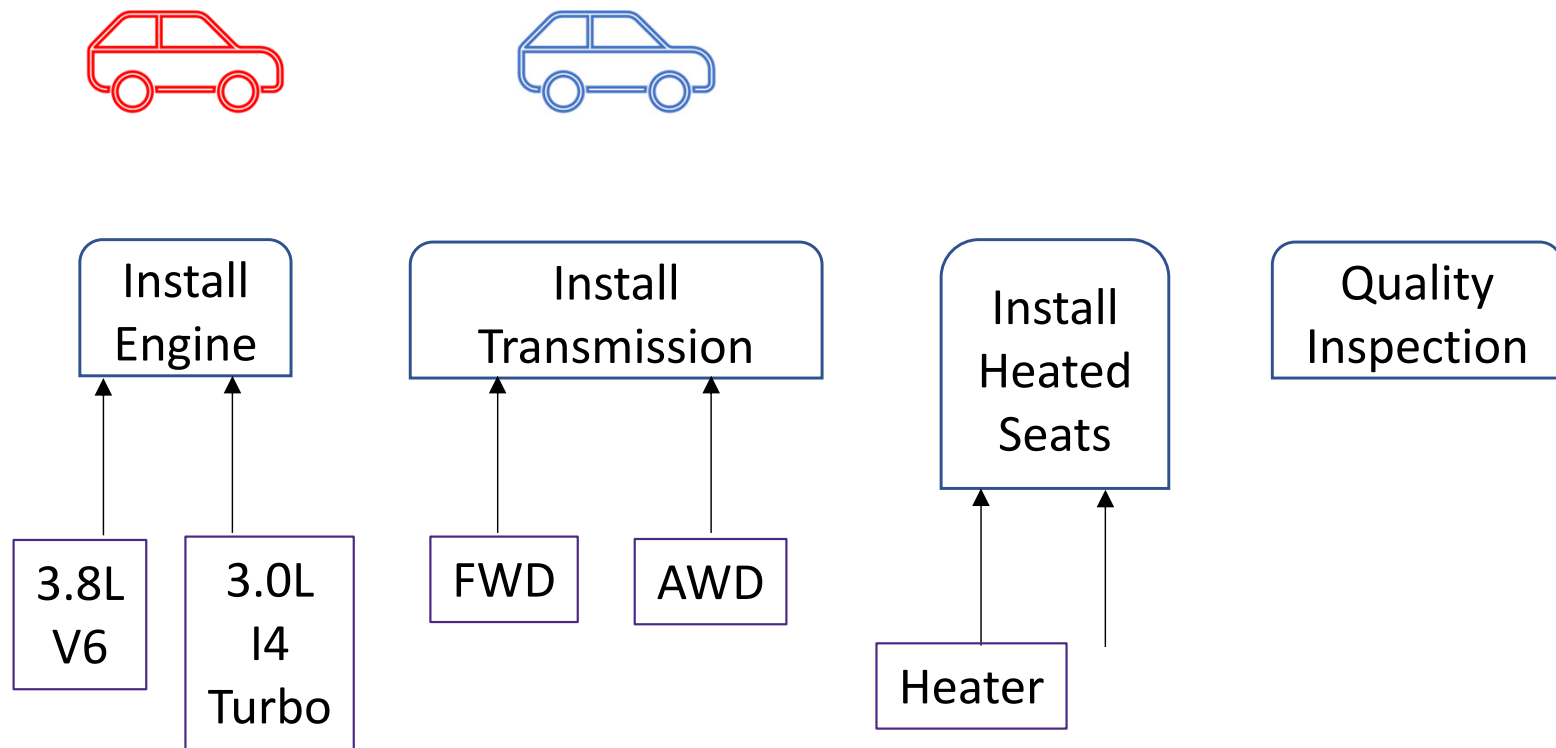 Install
Engine
Install
Transmission
Install
Heated
Seats
Quality
Inspection
3.8L
V6
3.0L
I4
Turbo
FWD
AWD
Heater